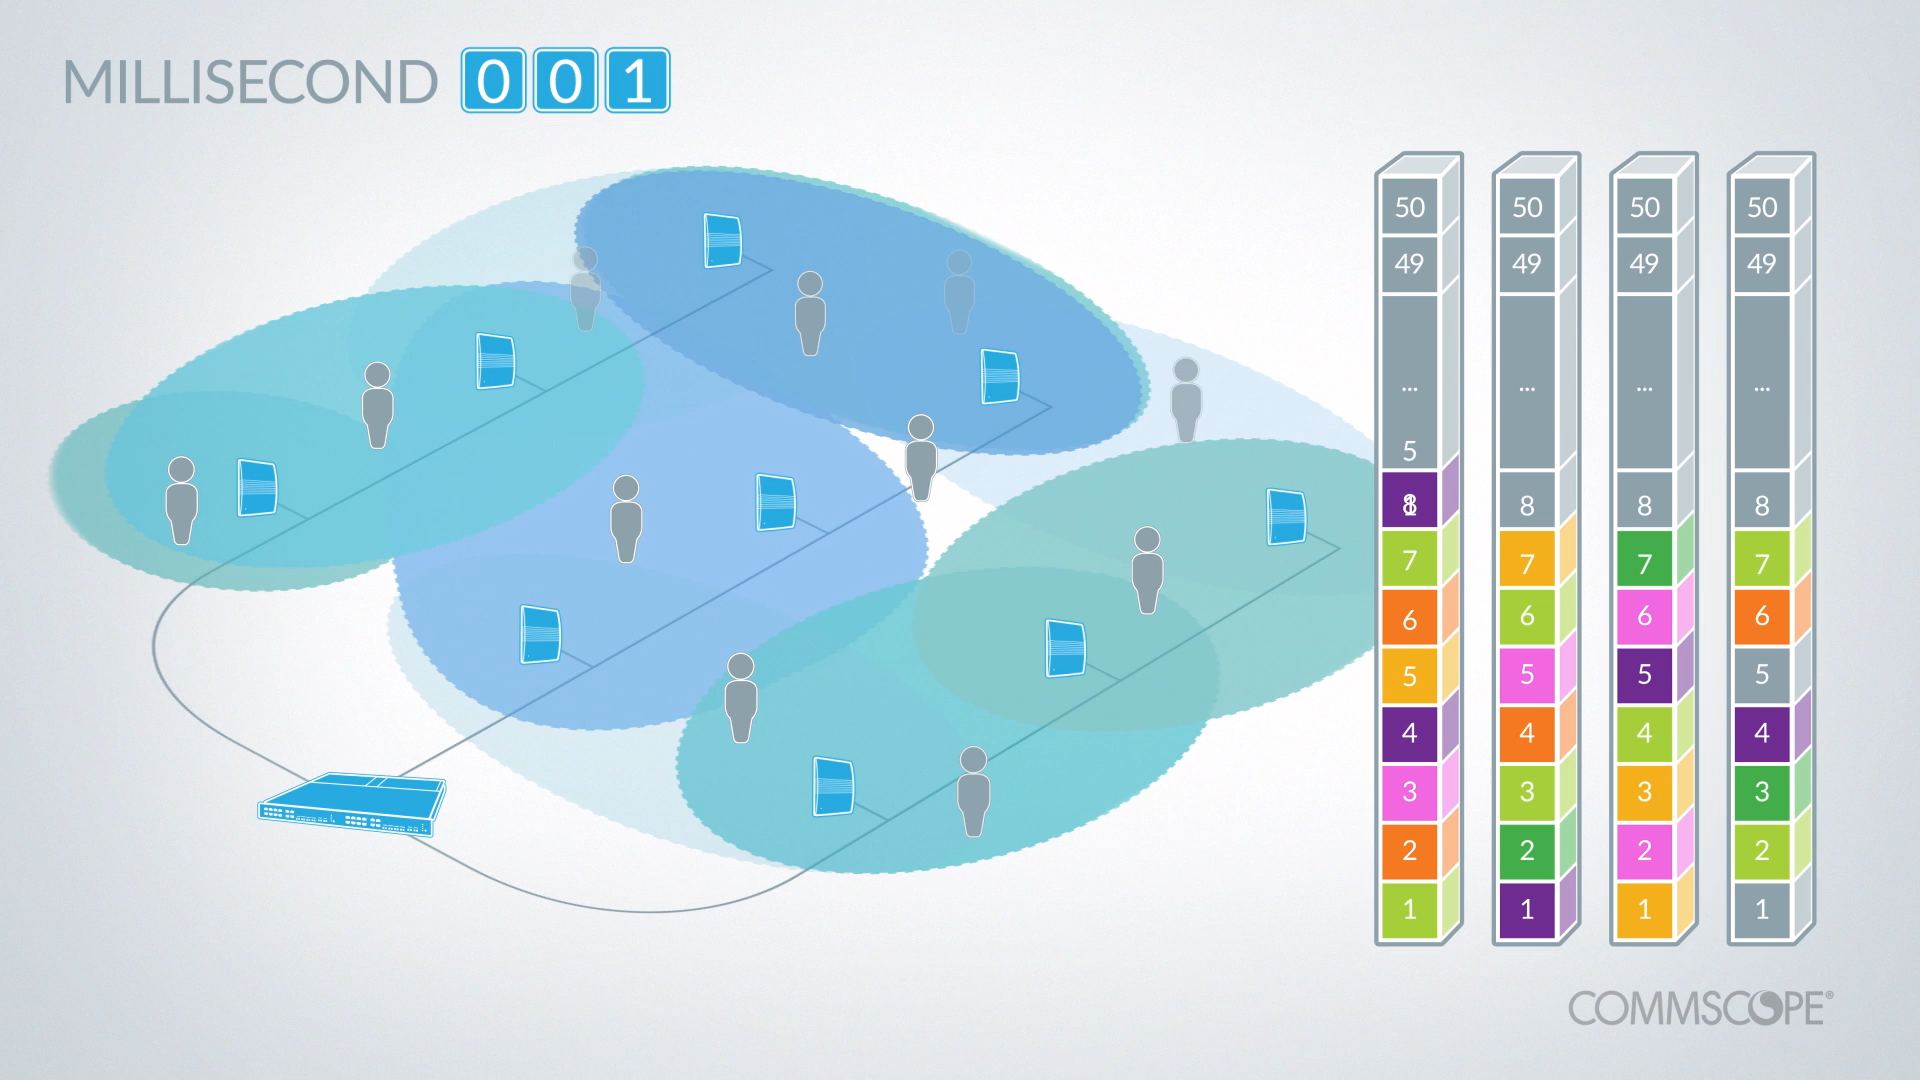 MILLISECOND 001
50 50 50 50
49 49 49 49
... ... ... ...
5
8 8 8
7 7 7 7
6 6 6 6
5 5 5 5
4 4 4 4
3 3 3 3
2 2 2 2
1 1 1 1
COMMSCOPE®